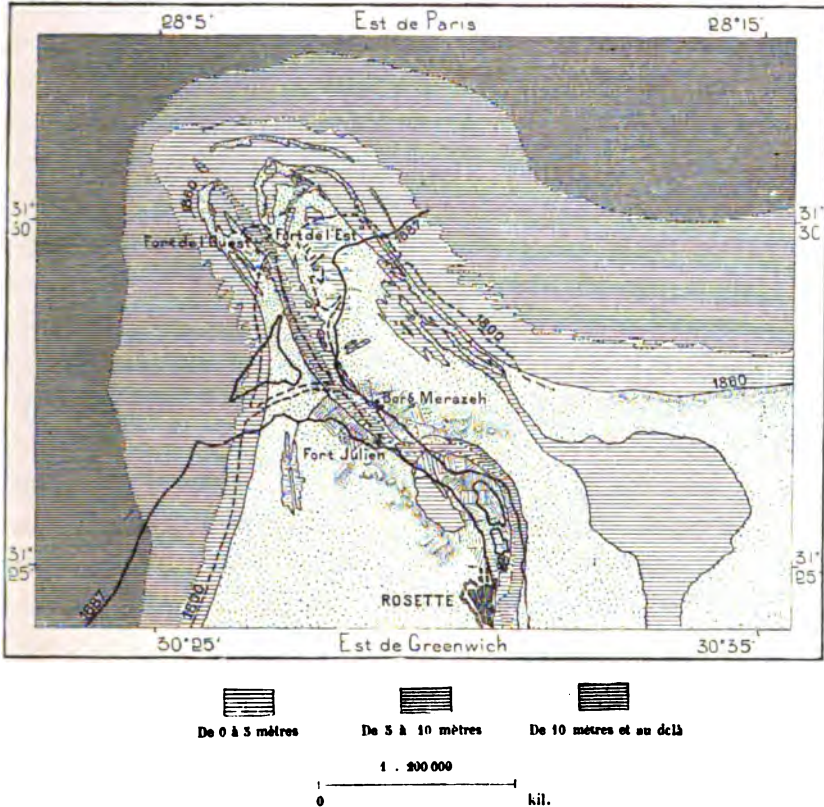 28°5' Est de Paris 28°15'
1860
31° 31°
30 30
Fort de l'Ouest Fort de l'Est 1887
1800
1860
Borg Merazeh
Fort Julien
31° 31°
25' 25'
1887 ROSETTE
30°25' Est de Greenwich 30°35'
De 0 à 3 mètres De 3 à 10 mètres De 10 mètres et au delà
1 . 200 000
1 0 kil.